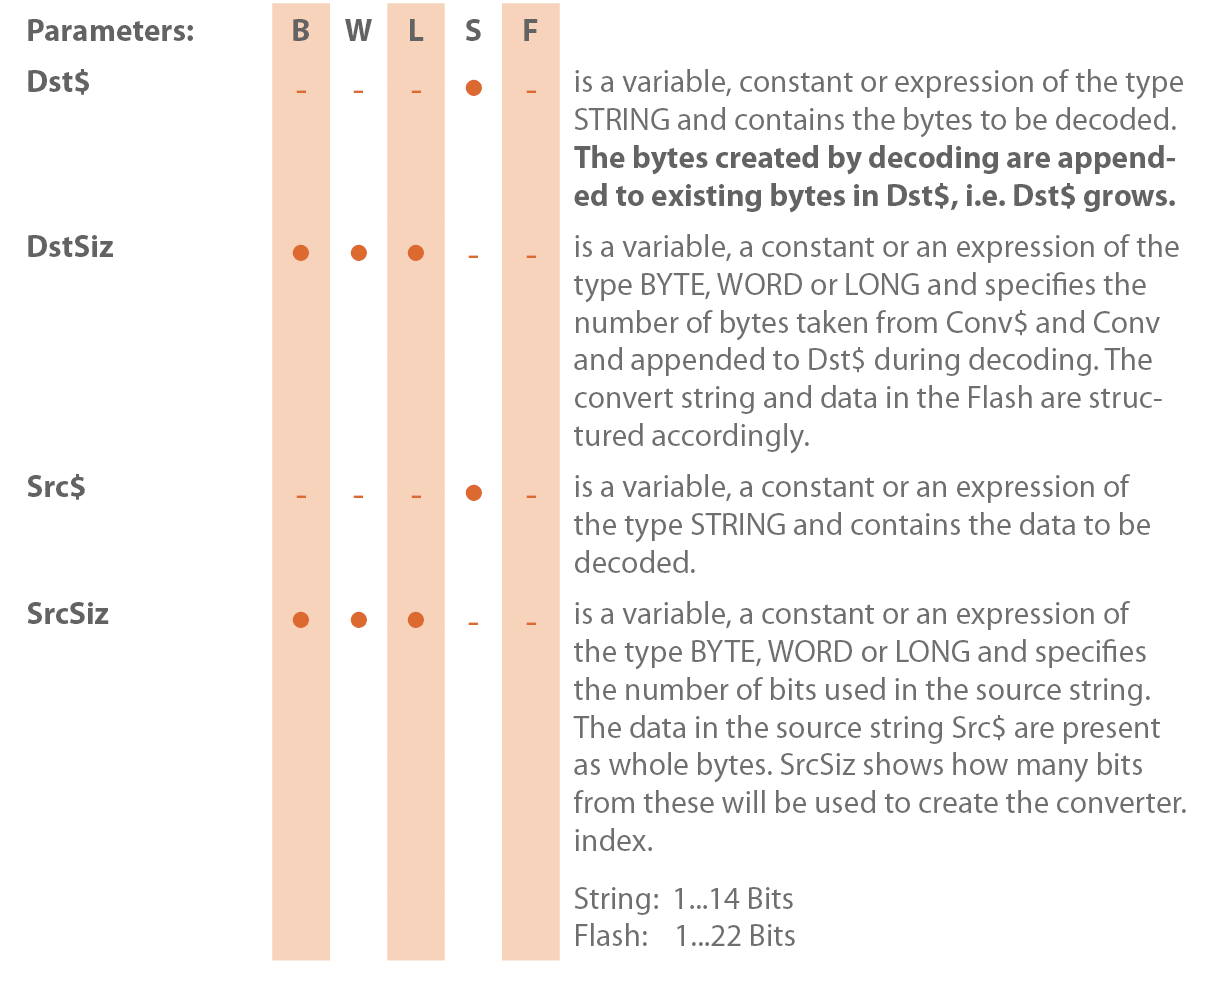 Parameters: B W L S F
Dst$ - - - ● - is a variable, constant or expression of the type
STRING and contains the bytes to be decoded.
The bytes created by decoding are append-
ed to existing bytes in Dst$, i.e. Dst$ grows.
DstSiz ● ● ● - - is a variable, a constant or an expression of the
type BYTE, WORD or LONG and specifies the
number of bytes taken from Conv$ and Conv
and appended to Dst$ during decoding. The
convert string and data in the Flash are struc-
tured accordingly.
Src$ - - - ● - is a variable, a constant or an expression of
the type STRING and contains the data to be
decoded.
SrcSiz ● ● ● - - is a variable, a constant or an expression of
the type BYTE, WORD or LONG and specifies
the number of bits used in the source string.
The data in the source string Src$ are present
as whole bytes. SrcSiz shows how many bits
from these will be used to create the converter.
index.
String: 1...14 Bits
Flash: 1...22 Bits